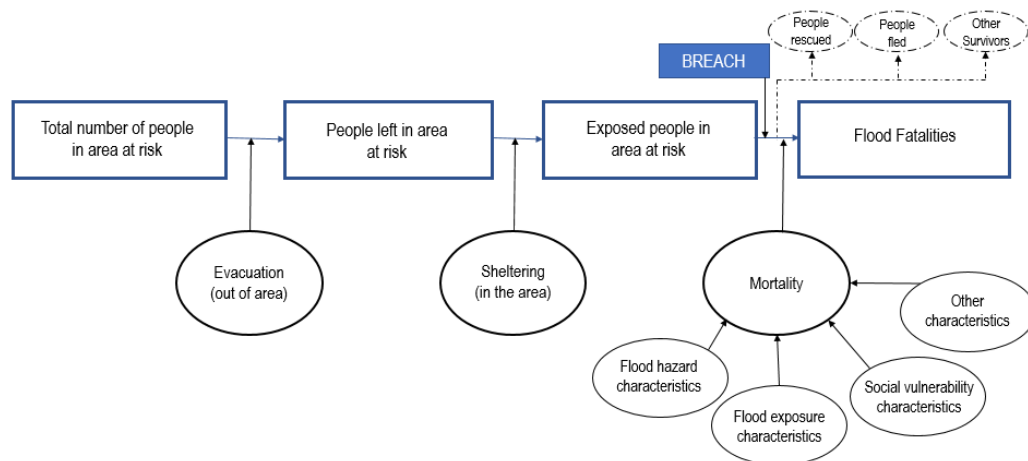 People
rescued
People
fled
Other
Survivors
BREACH
Total number of people
in area at risk
People left in area
at risk
Exposed people in
area at risk
Flood Fatalities
Evacuation
(out of area)
Sheltering
(in the area)
Mortality
Other
characteristics
Flood hazard
characteristics
Social vulnerability
characteristics
Flood exposure
characteristics